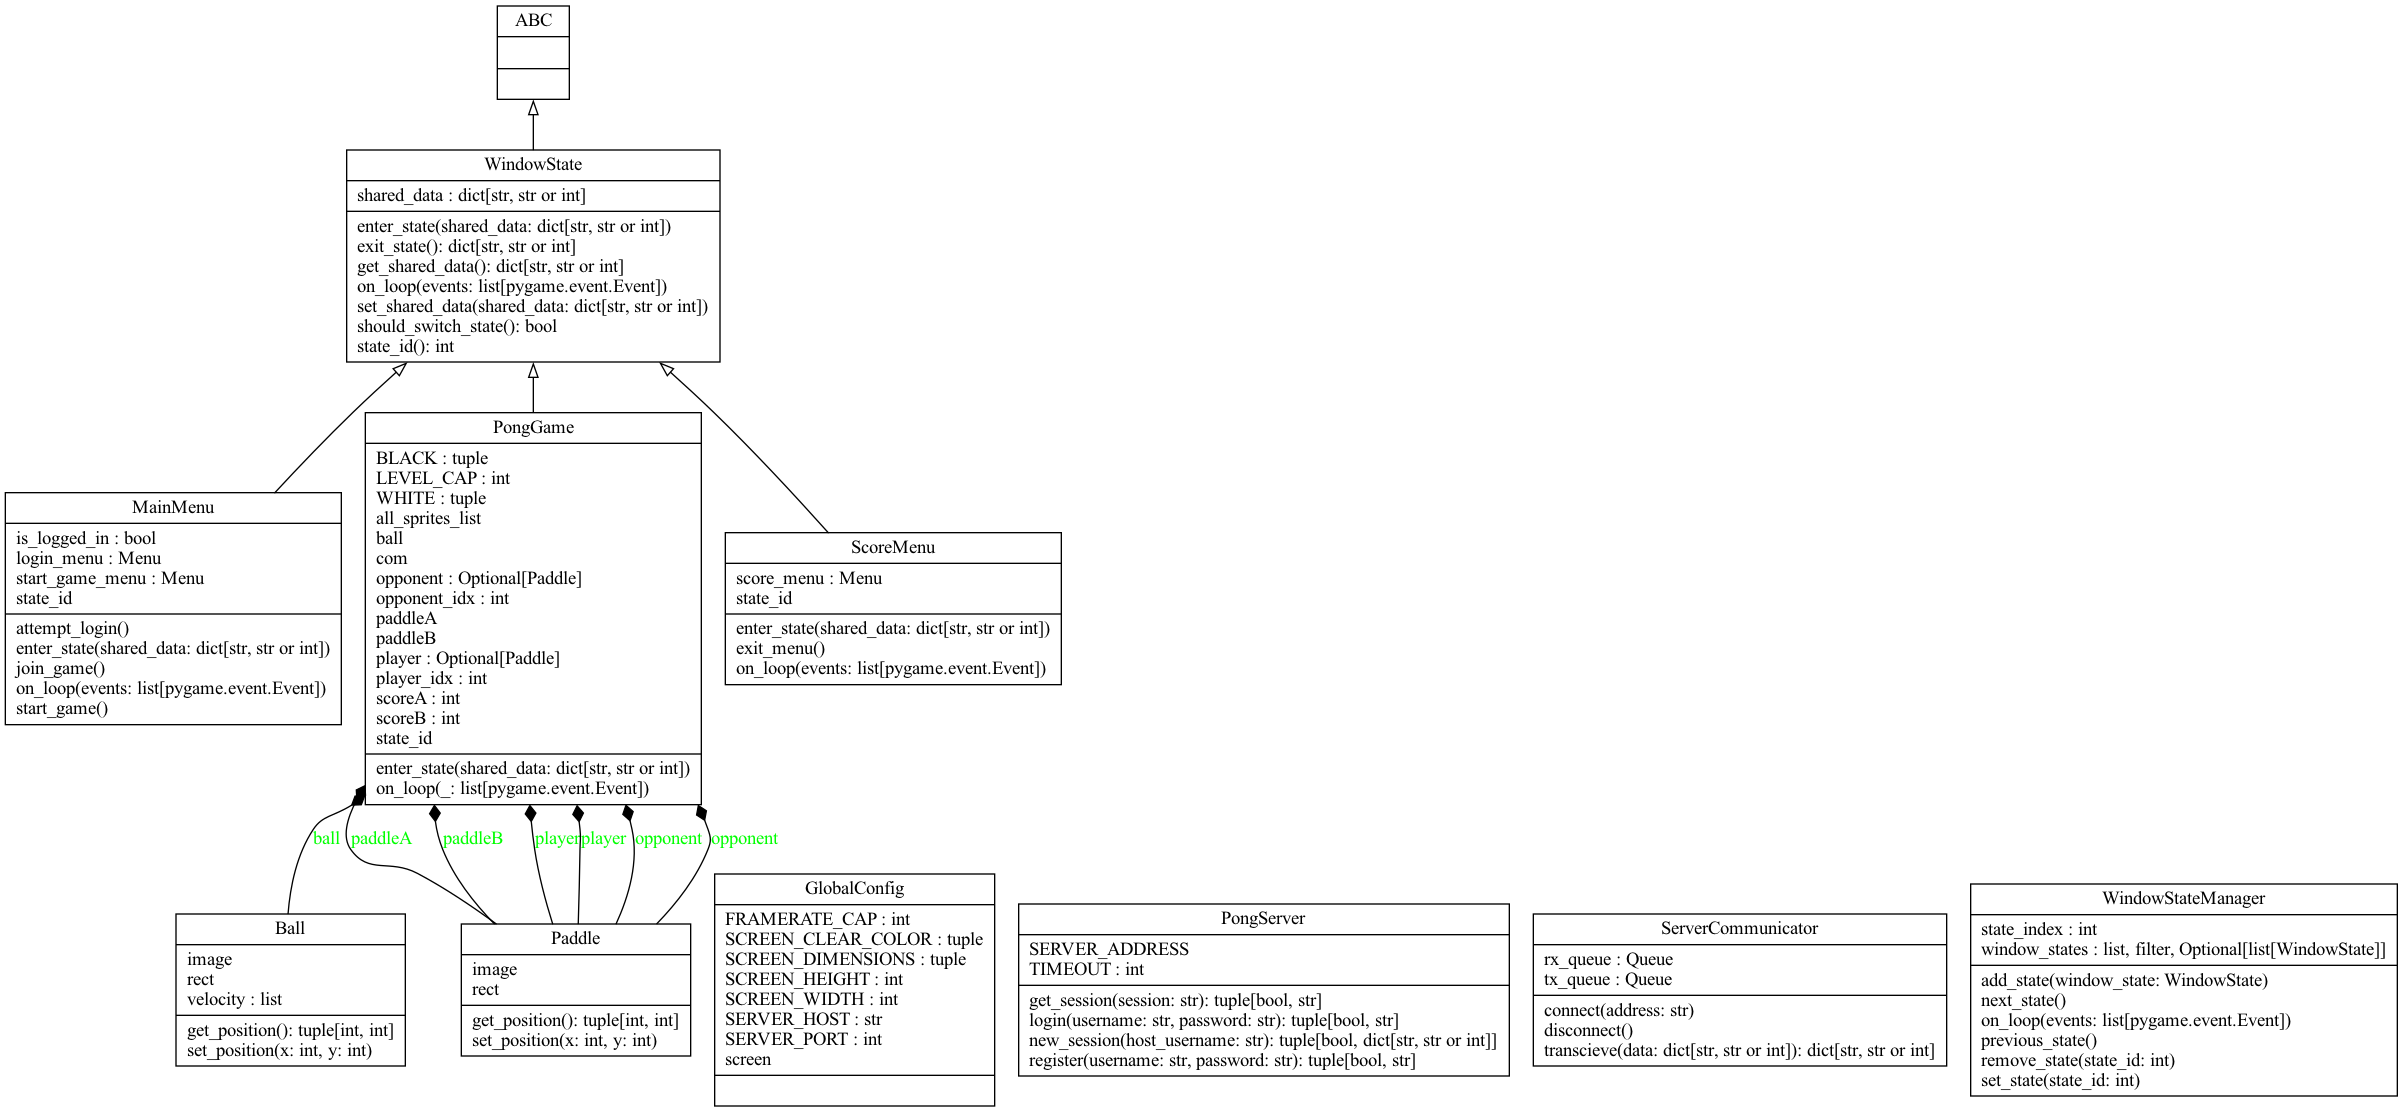 ABC
WindowState
shared_data : dict[str, str or int]
enter_state(shared_data: dict[str, str or int])
exit_state(): dict[str, str or int]
get_shared_data(): dict[str, str or int]
on_loop(events: list[pygame.event.Event])
set_shared_data(shared_data: dict[str, str or int])
should_switch_state(): bool
state_id(): int
MainMenu
is_logged_in : bool
login_menu : Menu
start_game_menu : Menu
state_id
attempt_login()
enter_state(shared_data: dict[str, str or int])
join_game()
on_loop(events: list[pygame.event.Event])
start_game()
PongGame
BLACK : tuple
LEVEL_CAP : int
WHITE : tuple
all_sprites_list
ball
com
opponent : Optional[Paddle]
opponent_idx : int
paddleA
paddleB
player : Optional[Paddle]
player_idx : int
scoreA : int
scoreB : int
state_id
enter_state(shared_data: dict[str, str or int])
on_loop(_: list[pygame.event.Event])
ScoreMenu
score_menu : Menu
state_id
enter_state(shared_data: dict[str, str or int])
exit_menu()
on_loop(events: list[pygame.event.Event])
ball paddleA paddleB player player opponent opponent
Ball
image
rect
velocity : list
get_position(): tuple[int, int]
set_position(x: int, y: int)
Paddle
image
rect
get_position(): tuple[int, int]
set_position(x: int, y: int)
GlobalConfig
FRAMERATE_CAP : int
SCREEN_CLEAR_COLOR : tuple
SCREEN_DIMENSIONS : tuple
SCREEN_HEIGHT : int
SCREEN_WIDTH : int
SERVER_HOST : str
SERVER_PORT : int
screen
PongServer
SERVER_ADDRESS
TIMEOUT : int
get_session(session: str): tuple[bool, str]
login(username: str, password: str): tuple[bool, str]
new_session(host_username: str): tuple[bool, dict[str, str or int]]
register(username: str, password: str): tuple[bool, str]
ServerCommunicator
rx_queue : Queue
tx_queue : Queue
connect(address: str)
disconnect()
transcieve(data: dict[str, str or int]): dict[str, str or int]
WindowStateManager
state_index : int
window_states : list, filter, Optional[list[WindowState]]
add_state(window_state: WindowState)
next_state()
on_loop(events: list[pygame.event.Event])
previous_state()
remove_state(state_id: int)
set_state(state_id: int)